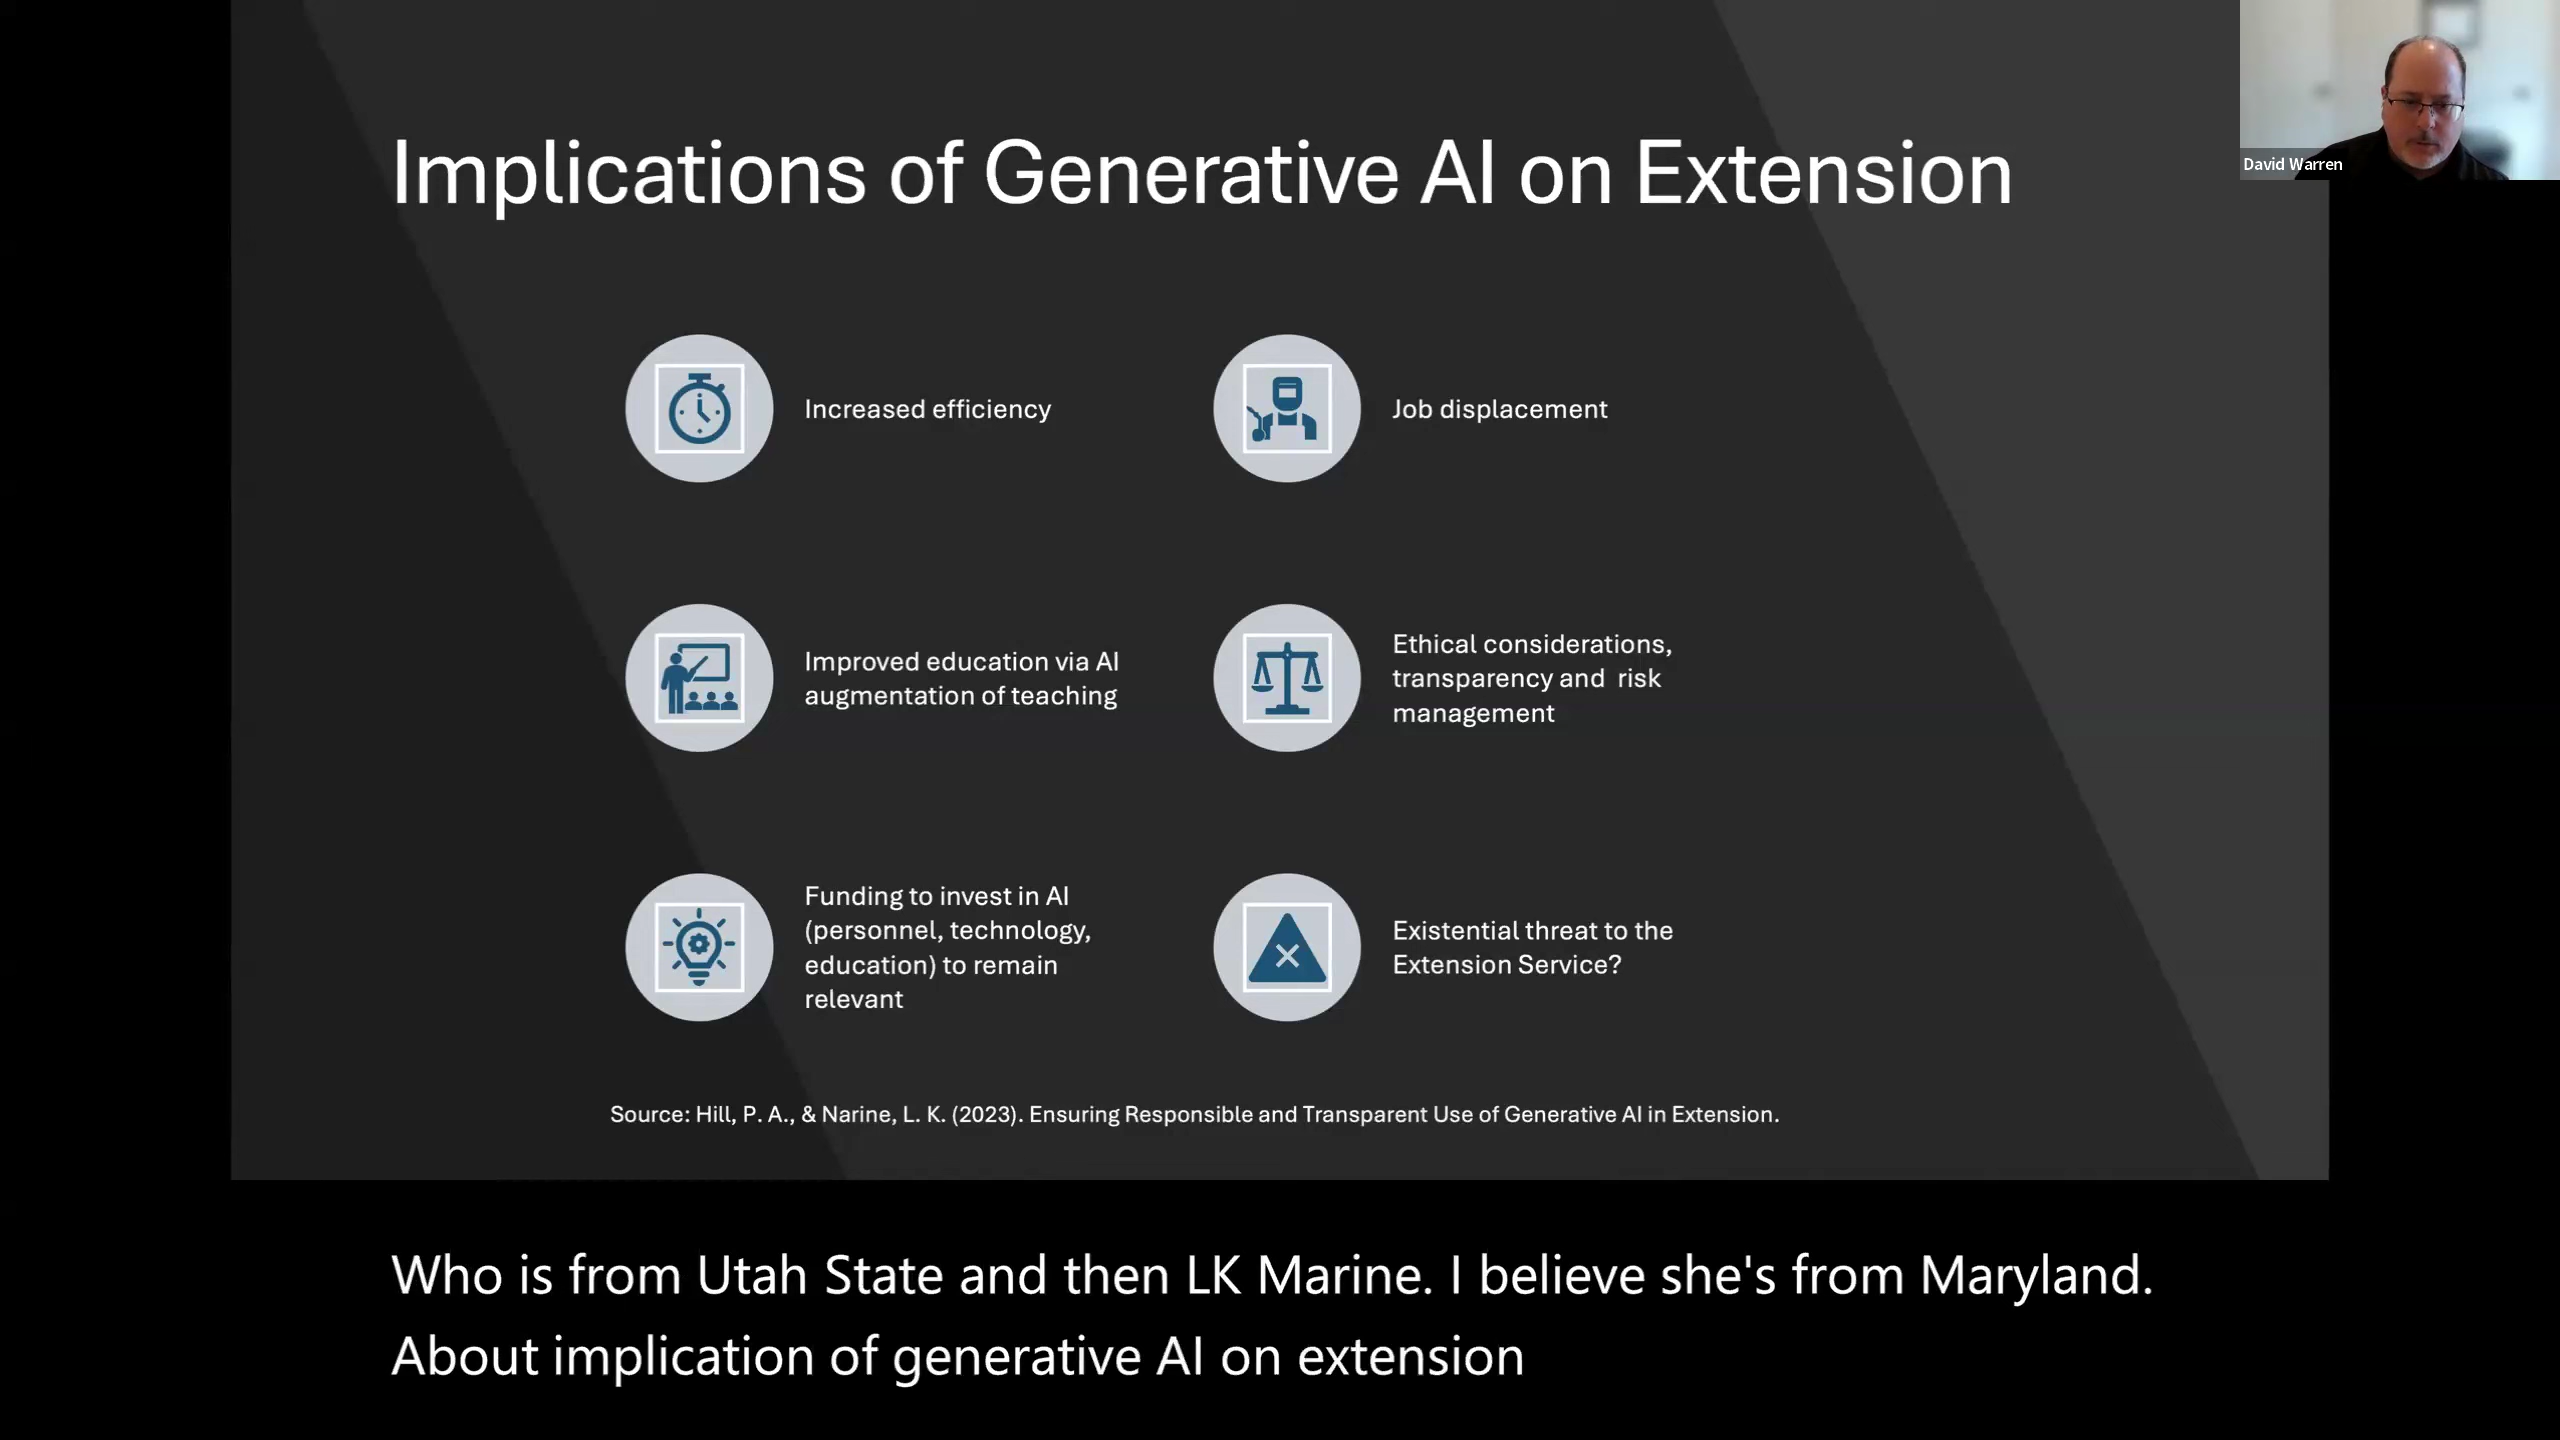 Implications of Generative AI on Extension
David Warren
Increased efficiency
Job displacement
Improved education via AI
augmentation of teaching
Ethical considerations,
transparency and  risk
management
Funding to invest in AI
(personnel, technology,
education) to remain
relevant
Existential threat to the
Extension Service?
Source: Hill, P. A., & Narine, L. K. (2023). Ensuring Responsible and Transparent Use of Generative AI in Extension.
Who is from Utah State and then LK Marine. I believe she's from Maryland.
About implication of generative AI on extension